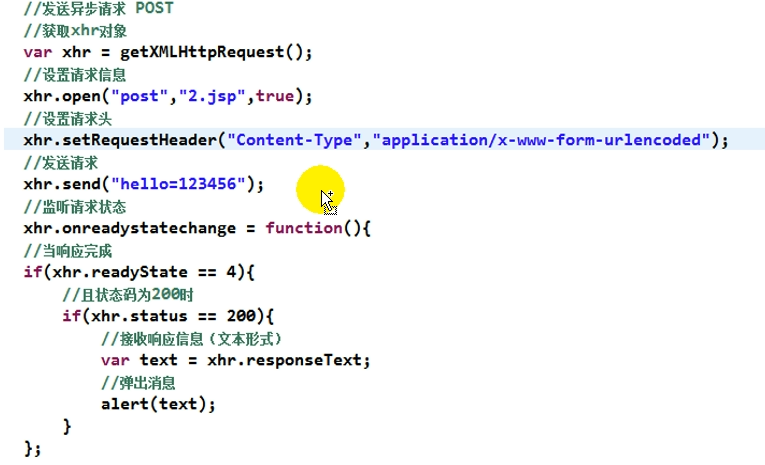 //发送异步请求 POST
//获取xhr对象
var xhr = getXMLHttpRequest();
//设置请求信息
xhr.open("post","2.jsp",true);
//设置请求头
xhr.setRequestHeader("Content-Type","application/x-www-form-urlencoded");
//发送请求
xhr.send("hello=123456");
//监听请求状态
xhr.onreadystatechange = function(){
//当响应完成
if(xhr.readyState == 4){
//且状态码为200时
if(xhr.status == 200){
//接收响应信息（文本形式）
var text = xhr.responseText;
//弹出消息
alert(text);
}
};